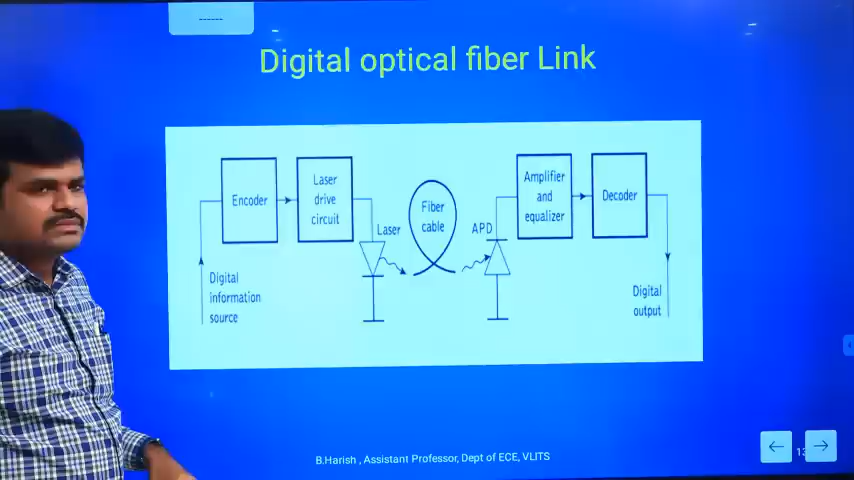 ------
Digital optical fiber Link
Encoder
Laser
drive
circuit
Laser
Fiber
cable
APD
Amplifier
and
equalizer
Decoder
Digital
information
source
Digital
output
B.Harish , Assistant Professor, Dept of ECE, VLITS